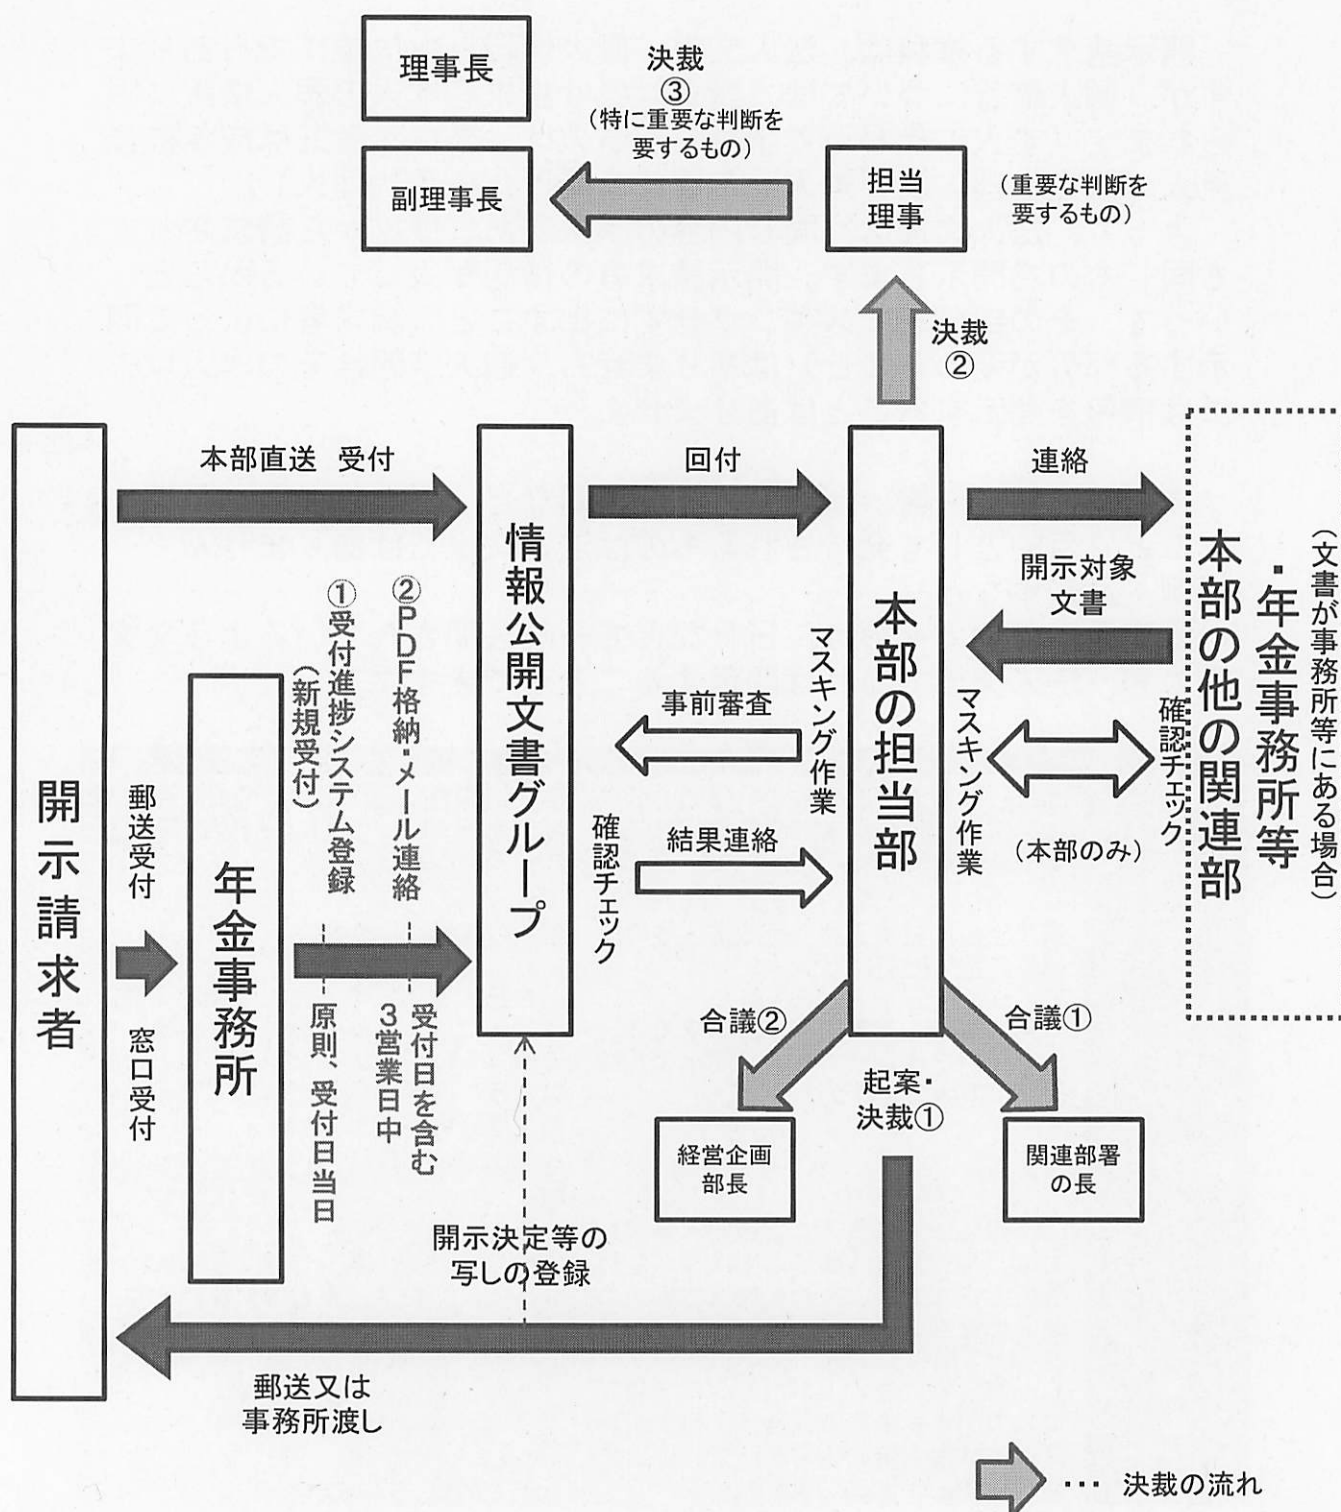 理事長
決裁
③
（特に重要な判断を
要するもの）
副理事長
担当
理事
（重要な判断を
要するもの）
決裁
②
本部直送　受付
回付
連絡
開示請求者
郵送受付
窓口受付
年金事務所
①受付進捗システム登録
（新規受付）
②PDF格納・メール連絡
原則、受付日当日
受付日を含む
3営業日中
情報公開文書グループ
事前審査
確認チェック
結果連絡
マスキング作業
本部の担当部
マスキング作業
開示対象
文書
（本部のみ）
確認チェック
（文書が事務所等にある場合）
・年金事務所等
本部の他の関連部
合議②
合議①
起案・
決裁①
経営企画
部長
関連部署
の長
開示決定等の
写しの登録
郵送又は
事務所渡し
… 決裁の流れ